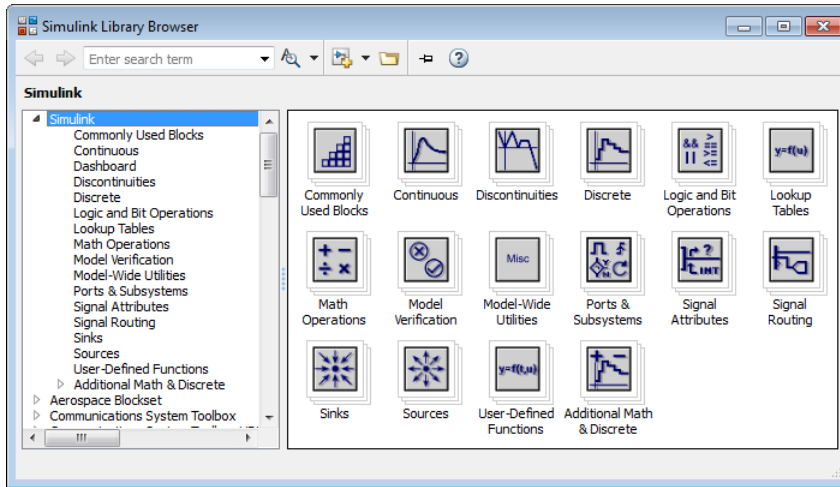 Simulink Library Browser
Enter search term
Simulink
Simulink
Commonly Used Blocks
Continuous
Dashboard
Discontinuities
Discrete
Logic and Bit Operations
Lookup Tables
Math Operations
Model Verification
Model-Wide Utilities
Ports & Subsystems
Signal Attributes
Signal Routing
Sinks
Sources
User-Defined Functions
Additional Math & Discrete
Aerospace Blockset
Communications System Toolbox
Commonly
Used Blocks
Continuous
Discontinuities
Discrete
&& || > == >= <=
Logic and Bit
Operations
y=f(u)
Lookup
Tables
+ − ÷ ×
Math
Operations
Model
Verification
Misc
Model-Wide
Utilities
Y N
Ports &
Subsystems
? INT
Signal
Attributes
Signal
Routing
Sinks
Sources
y=f(t,u)
User-Defined
Functions
+ −
Additional Math
& Discrete